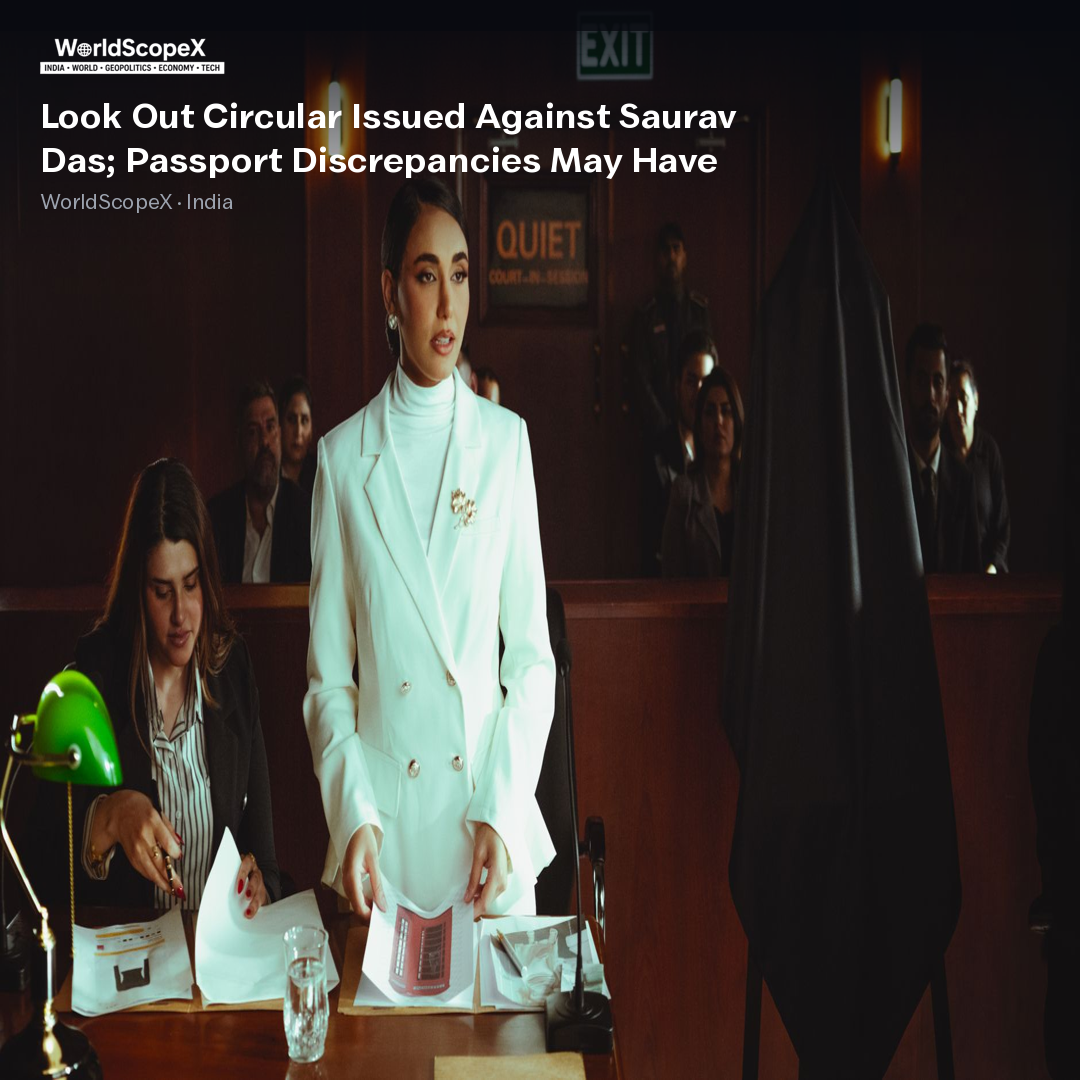 WorldScopeX
INDIA • WORLD • GEOPOLITICS • ECONOMY • TECH
EXIT
Look Out Circular Issued Against Saurav
Das; Passport Discrepancies May Have
WorldScopeX · India
QUIET
COURT-IN-SESSION